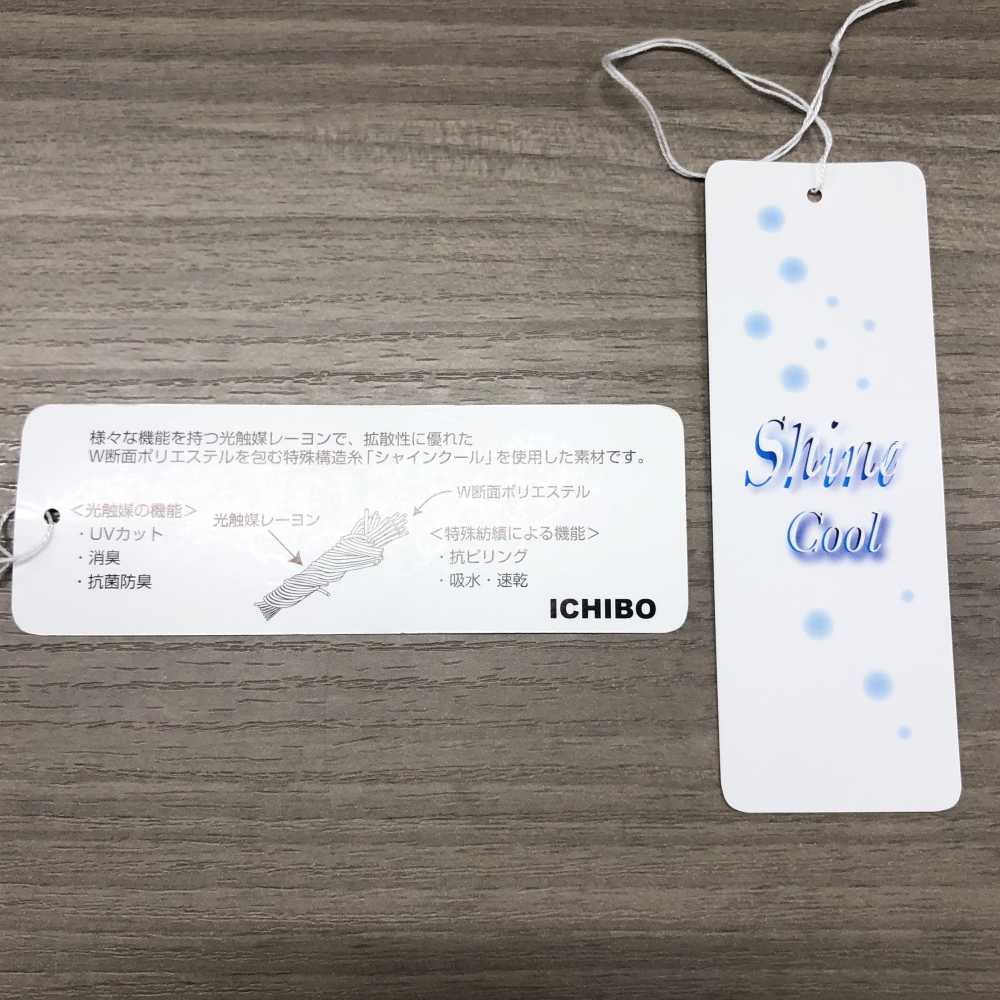 様々な機能を持つ光触媒レーヨンで、拡散性に優れた
W断面ポリエステルを包む特殊構造糸「シャインクール」を使用した素材です。
＜光触媒の機能＞
・UVカット
・消臭
・抗菌防臭
光触媒レーヨン
W断面ポリエステル
＜特殊紡績による機能＞
・抗ピリング
・吸水・速乾
ICHIBO
Shine
Cool